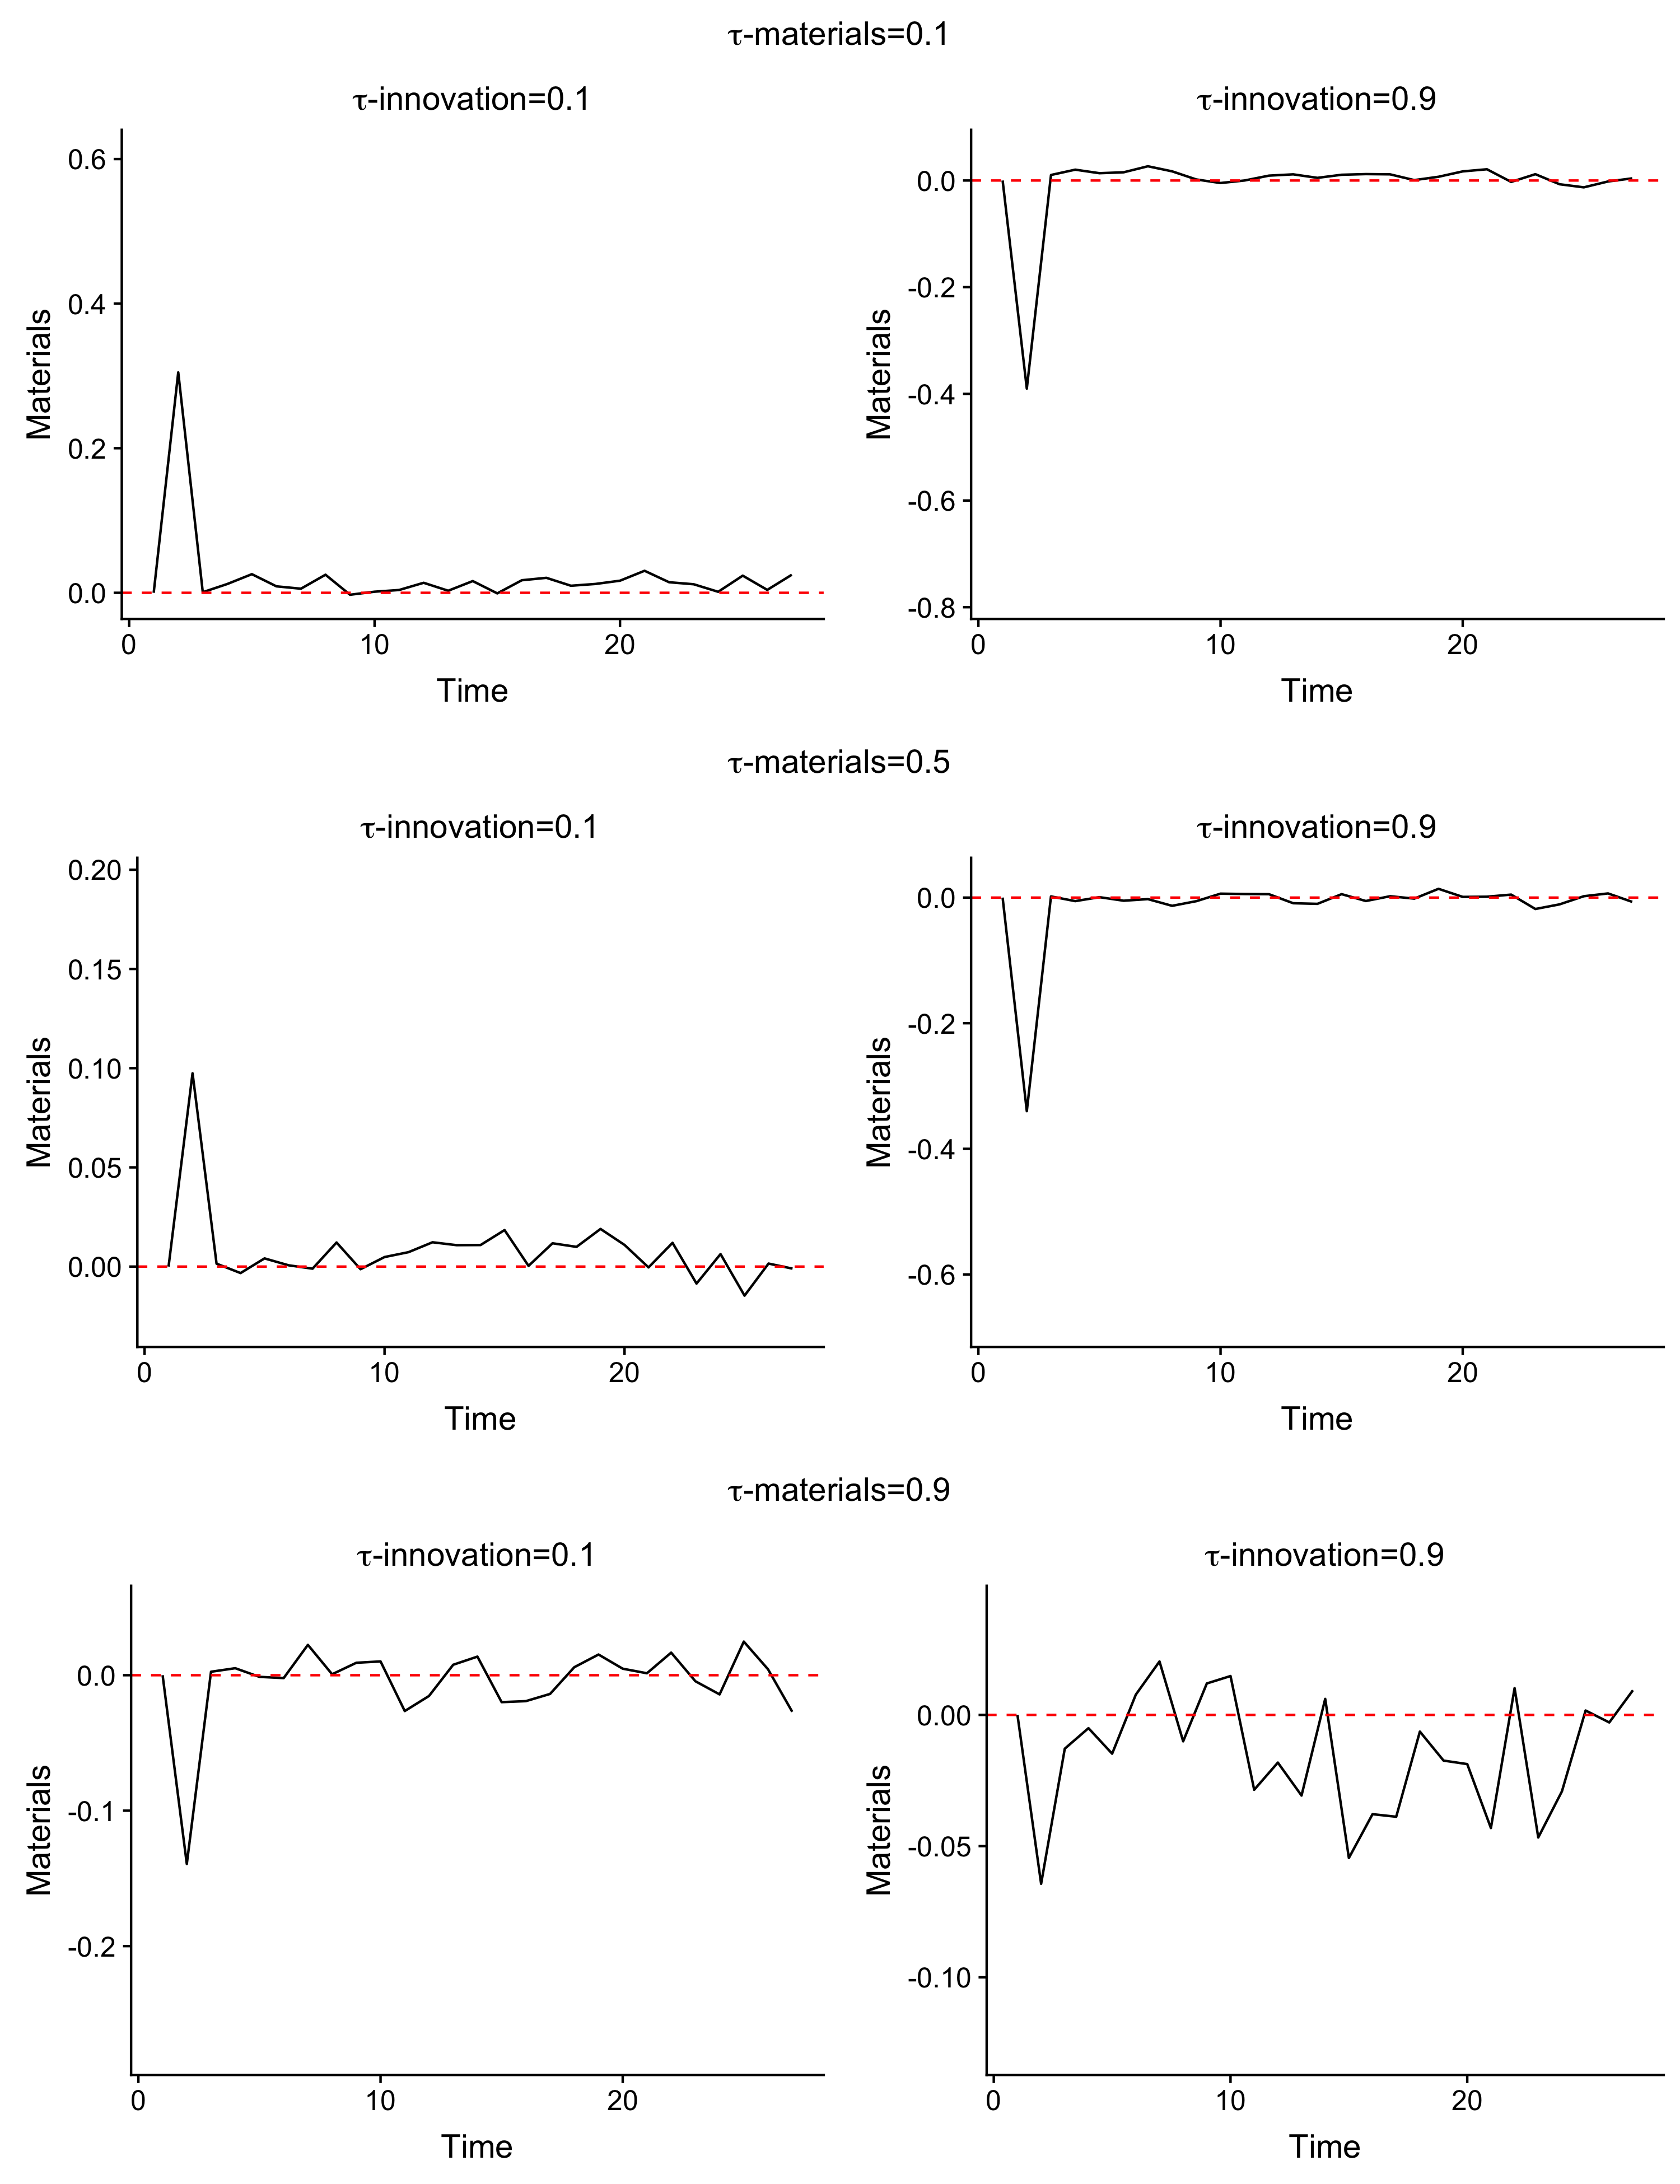 τ-materials=0.1
τ-innovation=0.1
0.6
0.4
0.2
0.0
Materials
0 10 20
Time
τ-innovation=0.9
0.0
-0.2
-0.4
-0.6
-0.8
Materials
0 10 20
Time
τ-materials=0.5
τ-innovation=0.1
0.20
0.15
0.10
0.05
0.00
Materials
0 10 20
Time
τ-innovation=0.9
0.0
-0.2
-0.4
-0.6
Materials
0 10 20
Time
τ-materials=0.9
τ-innovation=0.1
0.0
-0.1
-0.2
Materials
0 10 20
Time
τ-innovation=0.9
0.00
-0.05
-0.10
Materials
0 10 20
Time